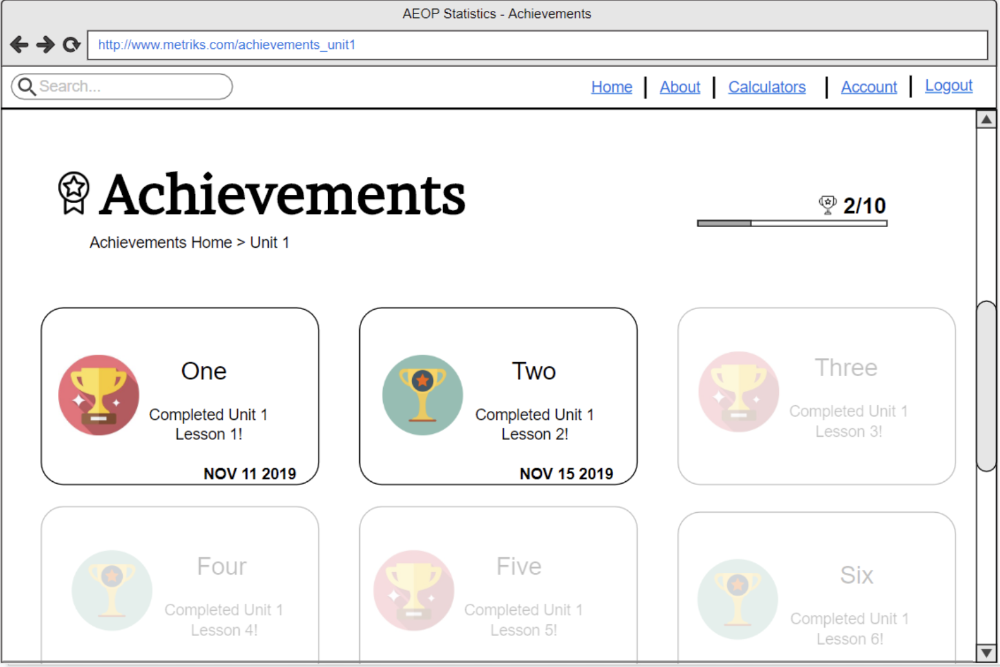 AEOP Statistics - Achievements
http://www.metriks.com/achievements_unit1
Search...
Home
About
Calculators
Account
Logout
Achievements
2/10
Achievements Home > Unit 1
One
Completed Unit 1
Lesson 1!
NOV 11 2019
Two
Completed Unit 1
Lesson 2!
NOV 15 2019
Three
Completed Unit 1
Lesson 3!
Four
Completed Unit 1
Lesson 4!
Five
Completed Unit 1
Lesson 5!
Six
Completed Unit 1
Lesson 6!